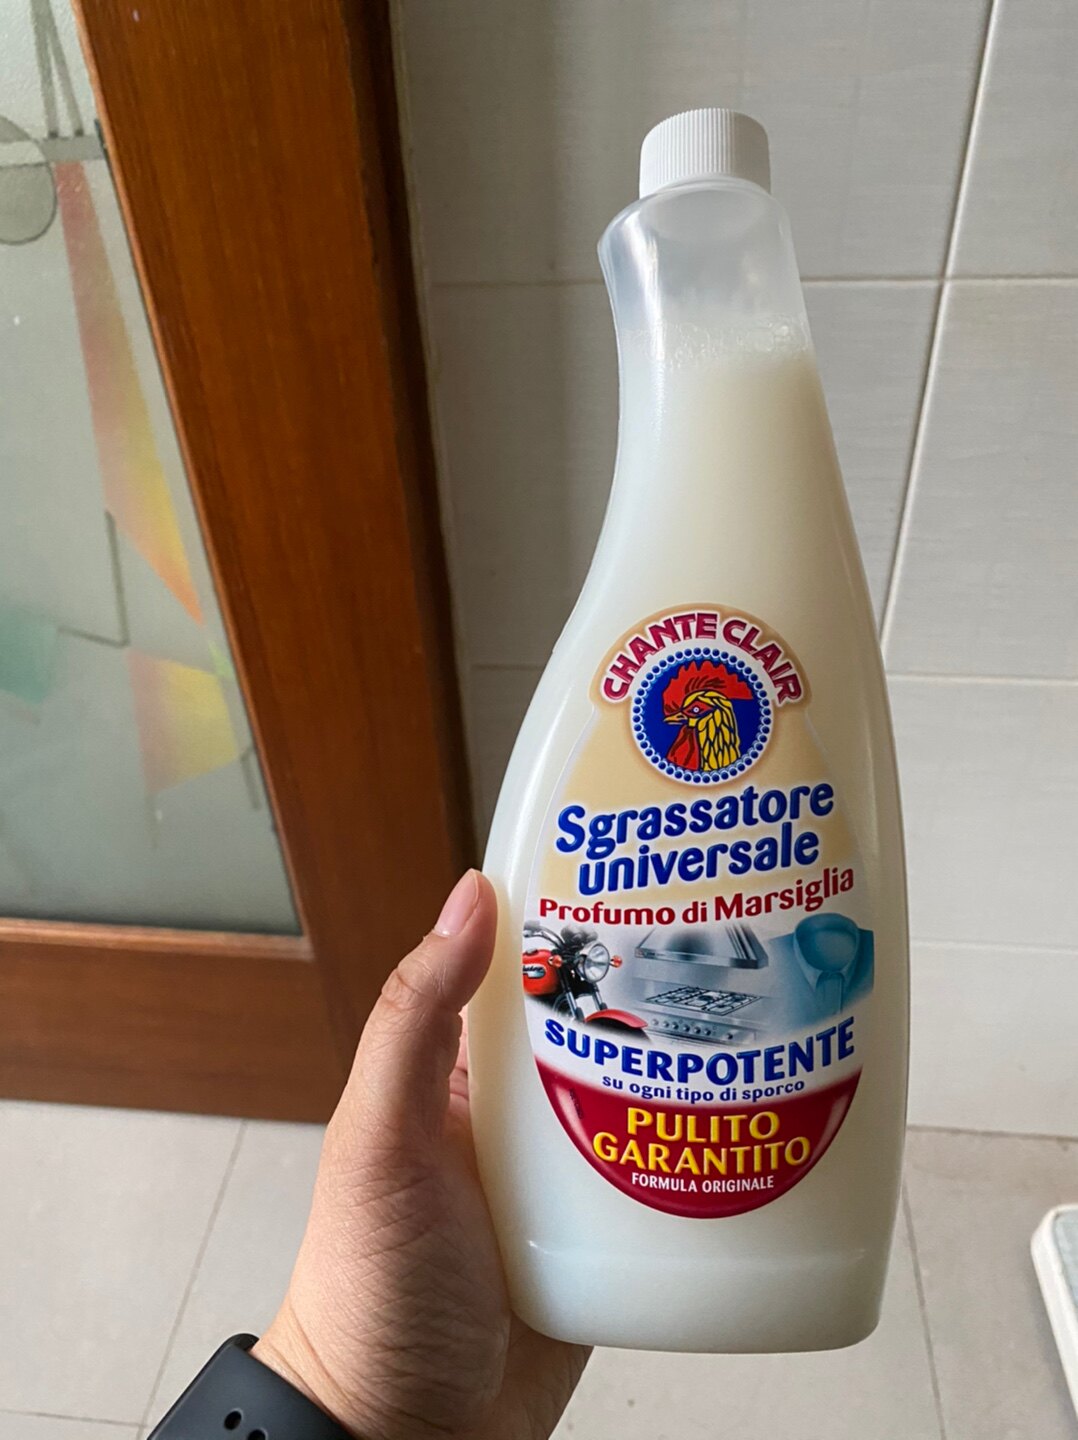 CHANTE CLAIR
Sgrassatore
universale
Profumo di Marsiglia
SUPERPOTENTE
su ogni tipo di sporco
PULITO
GARANTITO
FORMULA ORIGINALE